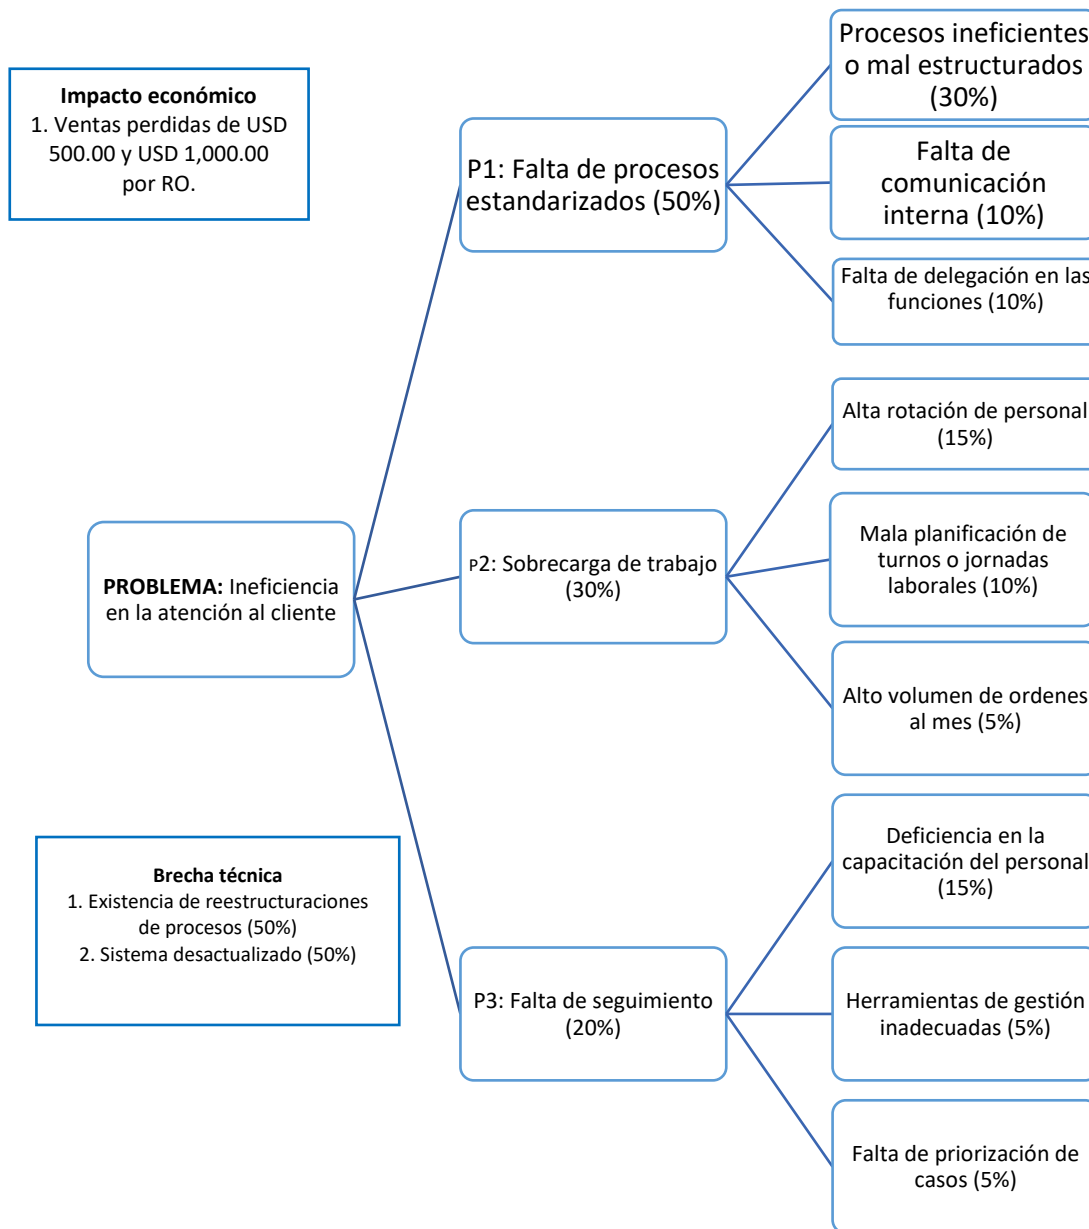 Impacto económico
1. Ventas perdidas de USD
500.00 y USD 1,000.00
por RO.
PROBLEMA: Ineficiencia
en la atención al cliente
Brecha técnica
1. Existencia de reestructuraciones
de procesos (50%)
2. Sistema desactualizado (50%)
P1: Falta de procesos
estandarizados (50%)
Procesos ineficientes
o mal estructurados
(30%)
Falta de
comunicación
interna (10%)
Falta de delegación en las
funciones (10%)
P2: Sobrecarga de trabajo
(30%)
Alta rotación de personal
(15%)
Mala planificación de
turnos o jornadas
laborales (10%)
Alto volumen de ordenes
al mes (5%)
P3: Falta de seguimiento
(20%)
Deficiencia en la
capacitación del personal
(15%)
Herramientas de gestión
inadecuadas (5%)
Falta de priorización de
casos (5%)